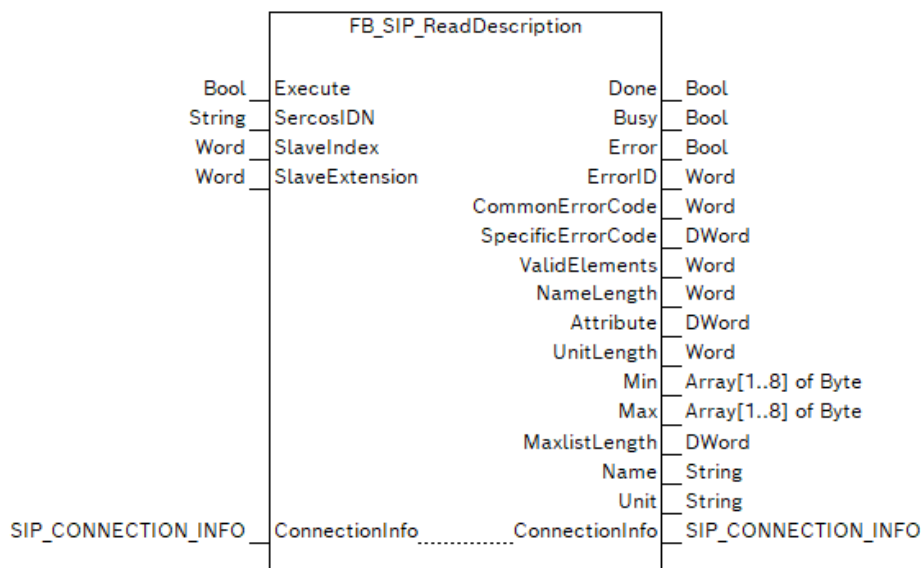 FB_SIP_ReadDescription
Bool Execute Done Bool
String SercosIDN Busy Bool
Word SlaveIndex Error Bool
Word SlaveExtension ErrorID Word
CommonErrorCode Word
SpecificErrorCode DWord
ValidElements Word
NameLength Word
Attribute DWord
UnitLength Word
Min Array[1..8] of Byte
Max Array[1..8] of Byte
MaxlistLength DWord
Name String
Unit String
SIP_CONNECTION_INFO ConnectionInfo ConnectionInfo SIP_CONNECTION_INFO